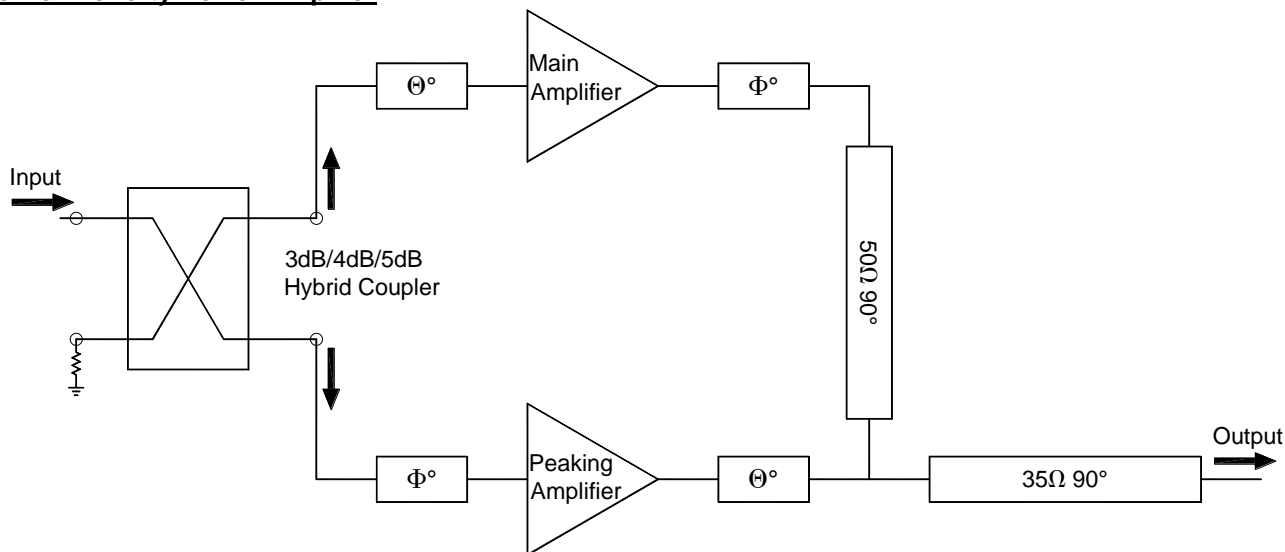 Input
Θ°
Main
Amplifier
Φ°
3dB/4dB/5dB
Hybrid Coupler
50Ω 90°
Φ°
Peaking
Amplifier
Θ°
35Ω 90°
Output